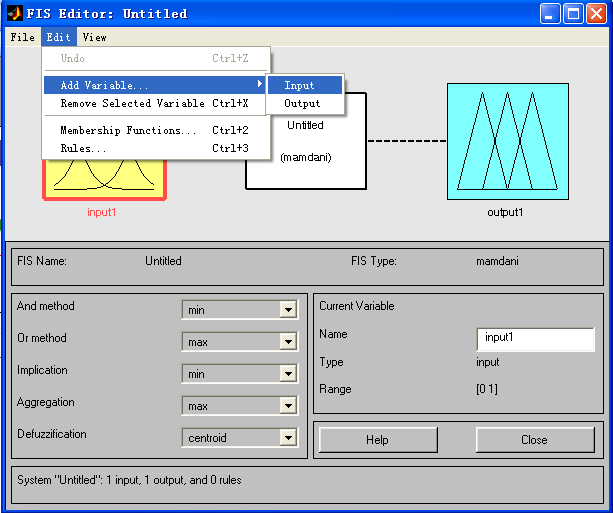 FIS Editor: Untitled
File Edit View
Undo Ctrl+Z
Add Variable... Input
Remove Selected Variable Ctrl+X Output
Membership Functions... Ctrl+2
Rules... Ctrl+3
Untitled
(mamdani)
input1 output1
FIS Name: Untitled FIS Type: mamdani
And method min
Or method max
Implication min
Aggregation max
Defuzzification centroid
Current Variable
Name input1
Type input
Range [0 1]
Help Close
System "Untitled": 1 input, 1 output, and 0 rules